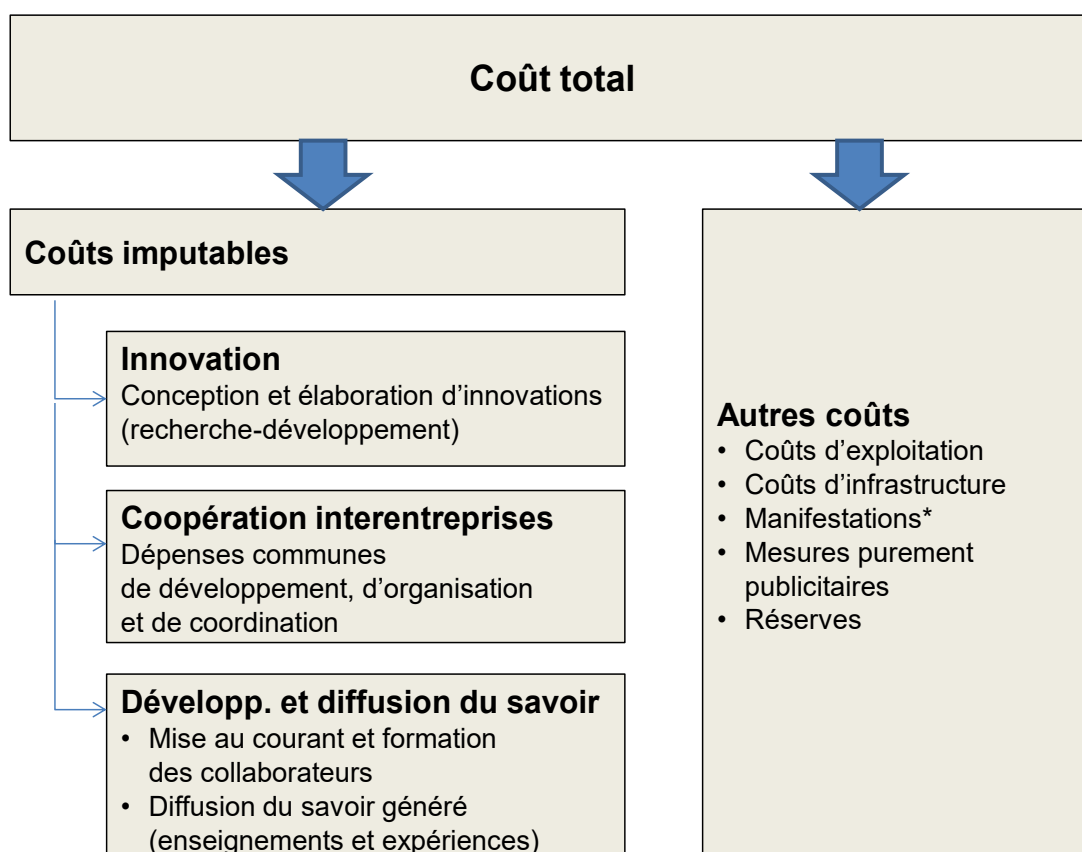 Coût total
Coûts imputables
Innovation
Conception et élaboration d’innovations
(recherche-développement)
Coopération interentreprises
Dépenses communes
de développement, d’organisation
et de coordination
Développ. et diffusion du savoir
• Mise au courant et formation
des collaborateurs
• Diffusion du savoir généré
(enseignements et expériences)
Autres coûts
• Coûts d’exploitation
• Coûts d’infrastructure
• Manifestations*
• Mesures purement
publicitaires
• Réserves